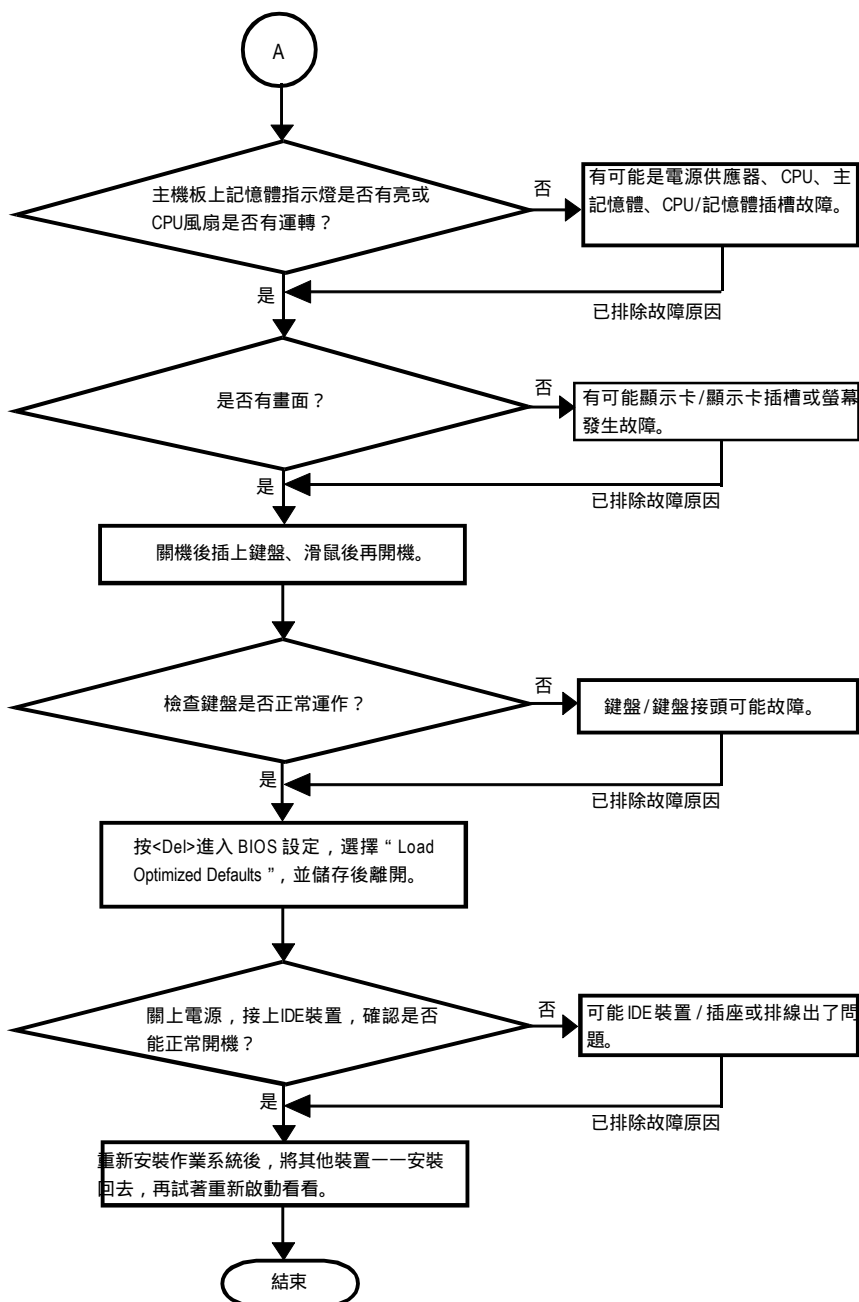 A
主機板上記憶體指示燈是否有亮或
CPU風扇是否有運轉？
否
有可能是電源供應器、CPU、主
記憶體、CPU/記憶體插槽故障。
是
已排除故障原因
是否有畫面？
否
有可能顯示卡/顯示卡插槽或螢幕
發生故障。
是
已排除故障原因
關機後插上鍵盤、滑鼠後再開機。
檢查鍵盤是否正常運作？
否
鍵盤/鍵盤接頭可能故障。
是
已排除故障原因
按<Del>進入 BIOS 設定，選擇 “ Load
Optimized Defaults ”，並儲存後離開。
關上電源，接上IDE裝置，確認是否
能正常開機？
否
可能IDE裝置 / 插座或排線出了問
題。
是
已排除故障原因
重新安裝作業系統後，將其他裝置一一安裝
回去，再試著重新啟動看看。
結束